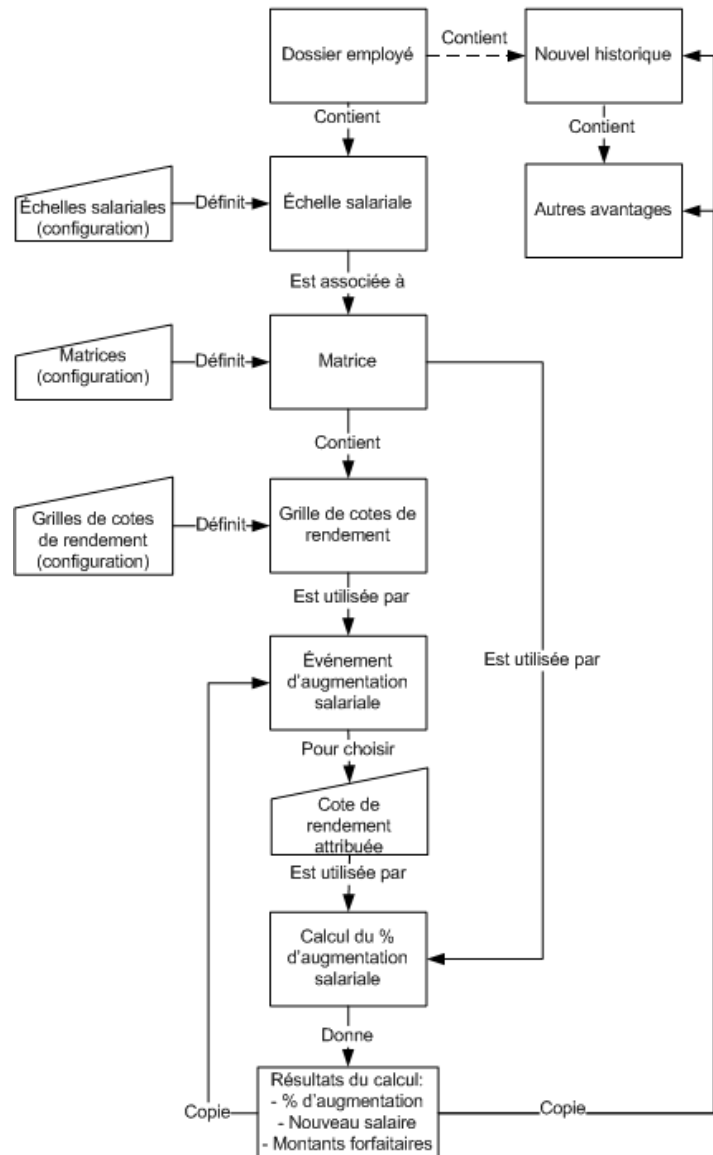 Dossier employé
Contient
Nouvel historique
Contient
Contient
Échelles salariales
(configuration)
Définit
Échelle salariale
Autres avantages
Est associée à
Matrices
(configuration)
Définit
Matrice
Contient
Grilles de cotes
de rendement
(configuration)
Définit
Grille de cotes de
rendement
Est utilisée par
Événement
d'augmentation
salariale
Est utilisée par
Pour choisir
Cote de
rendement
attribuée
Est utilisée par
Calcul du %
d'augmentation
salariale
Donne
Résultats du calcul:
- % d'augmentation
- Nouveau salaire
- Montants forfaitaires
Copie
Copie